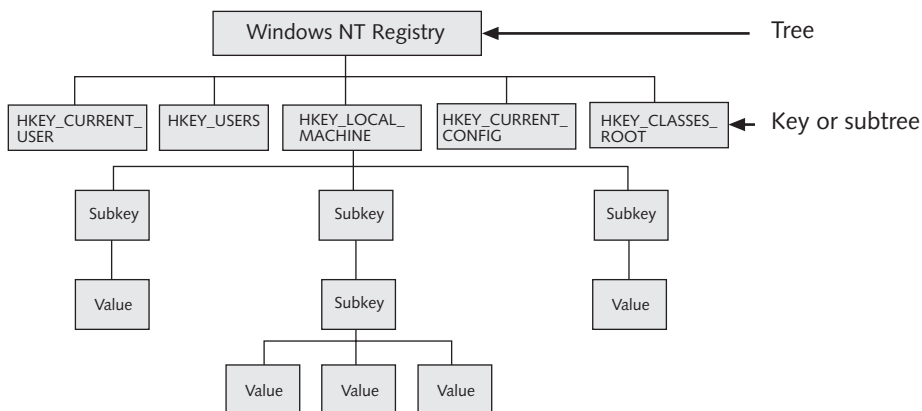 Windows NT Registry
Tree
HKEY_CURRENT_
USER
HKEY_USERS
HKEY_LOCAL_
MACHINE
HKEY_CURRENT_
CONFIG
HKEY_CLASSES_
ROOT
Key or subtree
Subkey
Subkey
Subkey
Value
Subkey
Value
Value
Value
Value